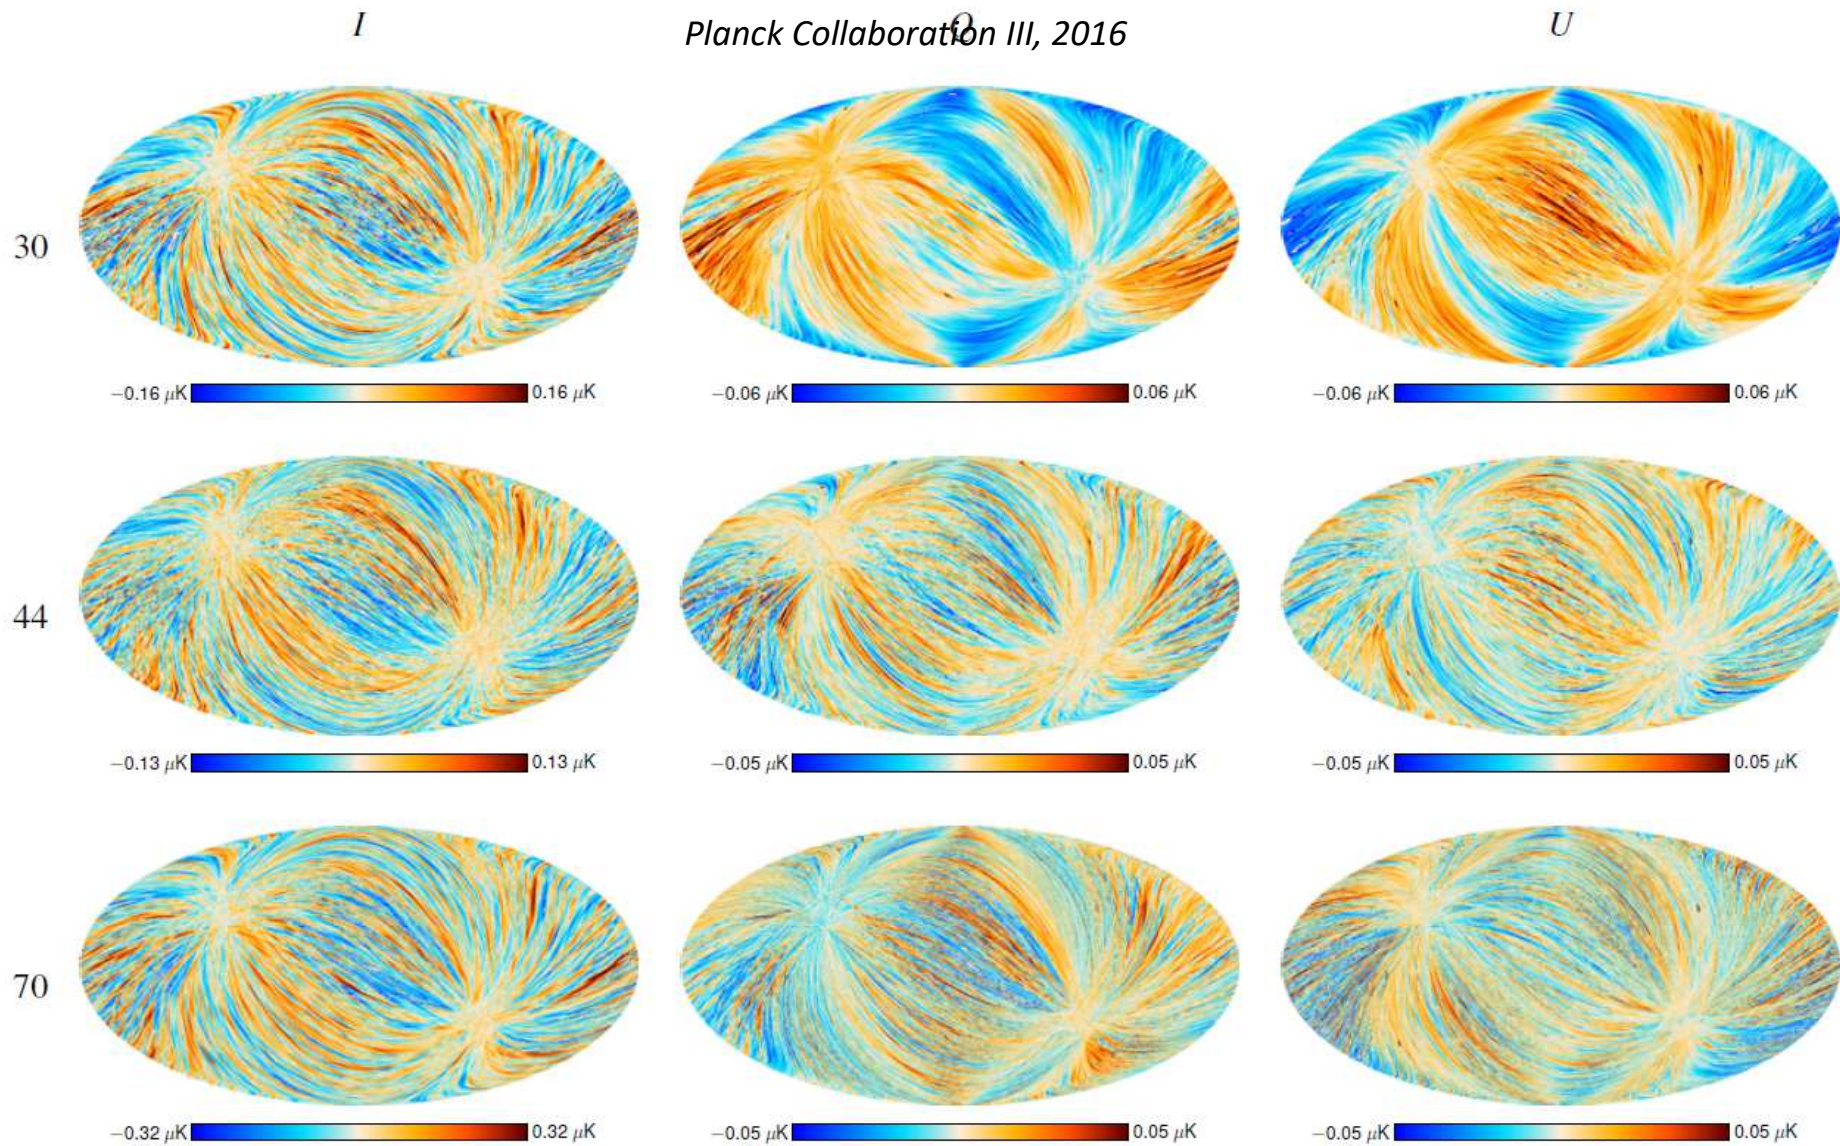 I Q U
Planck Collaboration III, 2016
30
−0.16 μK 0.16 μK −0.06 μK 0.06 μK −0.06 μK 0.06 μK
44
−0.13 μK 0.13 μK −0.05 μK 0.05 μK −0.05 μK 0.05 μK
70
−0.32 μK 0.32 μK −0.05 μK 0.05 μK −0.05 μK 0.05 μK